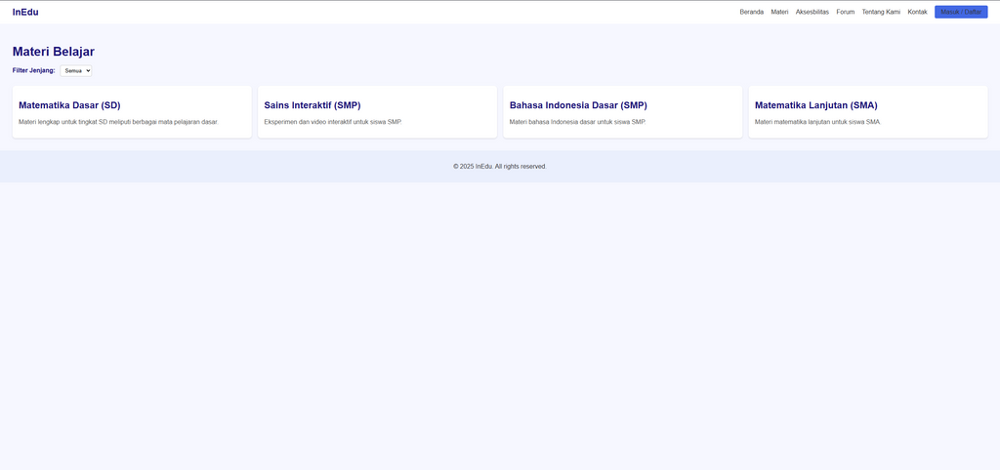 InEdu
Beranda Materi Aksesbilitas Forum Tentang Kami Kontak Masuk / Daftar
Materi Belajar
Filter Jenjang: Semua
Matematika Dasar (SD)
Materi lengkap untuk tingkat SD meliputi berbagai mata pelajaran dasar.
Sains Interaktif (SMP)
Eksperimen dan video interaktif untuk siswa SMP.
Bahasa Indonesia Dasar (SMP)
Materi bahasa Indonesia dasar untuk siswa SMP.
Matematika Lanjutan (SMA)
Materi matematika lanjutan untuk siswa SMA.
© 2025 InEdu. All rights reserved.